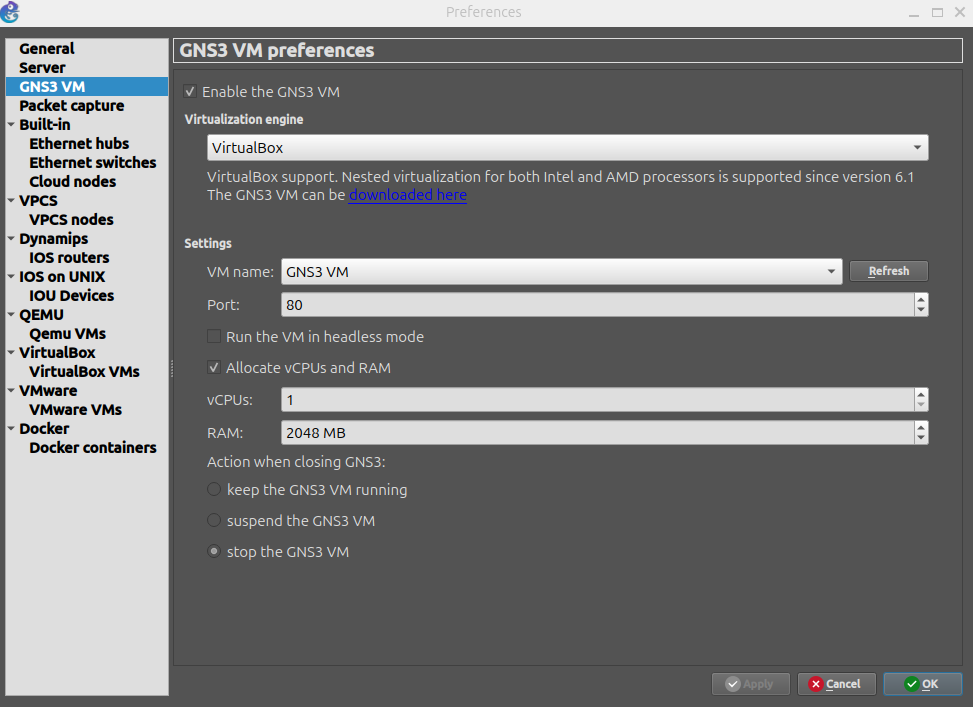 Preferences
General
Server
GNS3 VM
Packet capture
Built-in
Ethernet hubs
Ethernet switches
Cloud nodes
VPCS
VPCS nodes
Dynamips
IOS routers
IOS on UNIX
IOU Devices
QEMU
Qemu VMs
VirtualBox
VirtualBox VMs
VMware
VMware VMs
Docker
Docker containers
GNS3 VM preferences
Enable the GNS3 VM
Virtualization engine
VirtualBox
VirtualBox support. Nested virtualization for both Intel and AMD processors is supported since version 6.1
The GNS3 VM can be downloaded here
Settings
VM name: GNS3 VM Refresh
Port: 80
Run the VM in headless mode
Allocate vCPUs and RAM
vCPUs: 1
RAM: 2048 MB
Action when closing GNS3:
keep the GNS3 VM running
suspend the GNS3 VM
stop the GNS3 VM
Apply Cancel OK